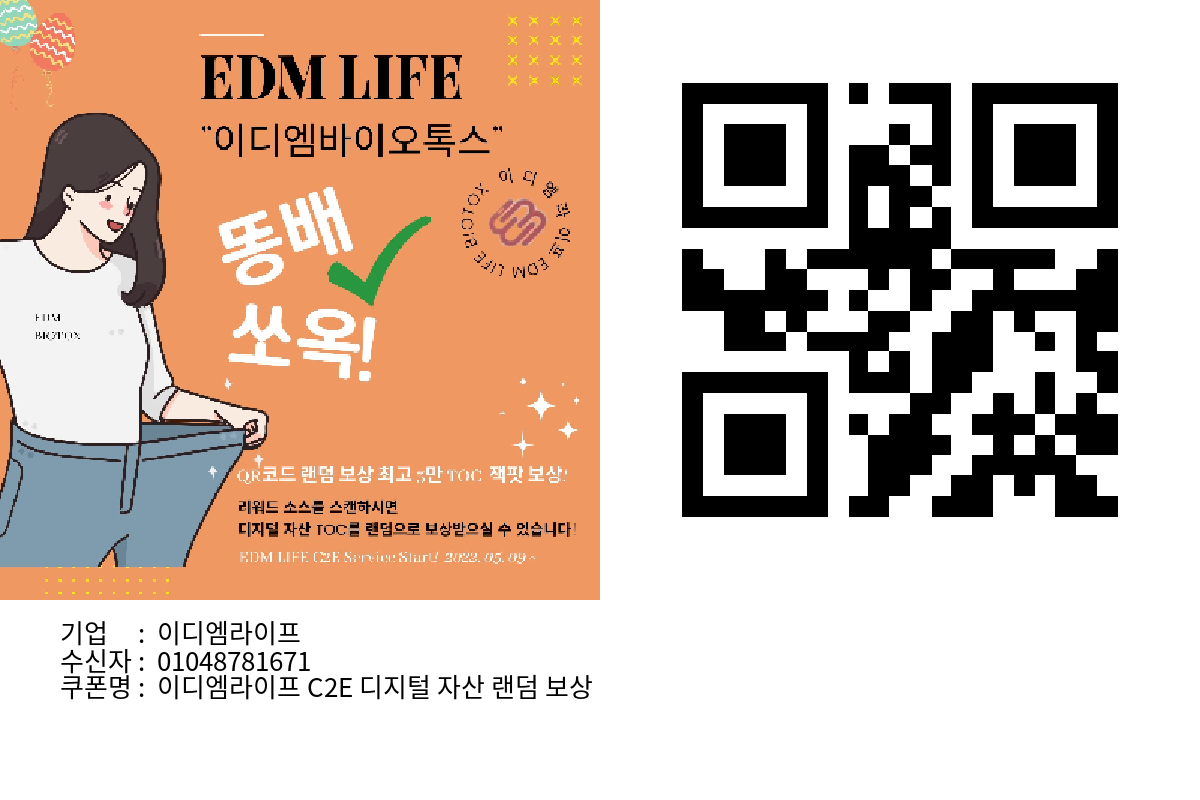 EDM LIFE
"이디엠바이오톡스"
이디엠라이프 EDM LIFE BIOTOX
똥배
쏘옥!
EDM
BIOTOX
QR코드 랜덤 보상 최고 5만 TOC 잭팟 보상!
리워드 소스를 스캔하시면
디지털 자산 TOC를 랜덤으로 보상받으실 수 있습니다!
EDM LIFE C2E Service Start! 2022. 05. 09 ~
기업 : 이디엠라이프
수신자 : 01048781671
쿠폰명 : 이디엠라이프 C2E 디지털 자산 랜덤 보상